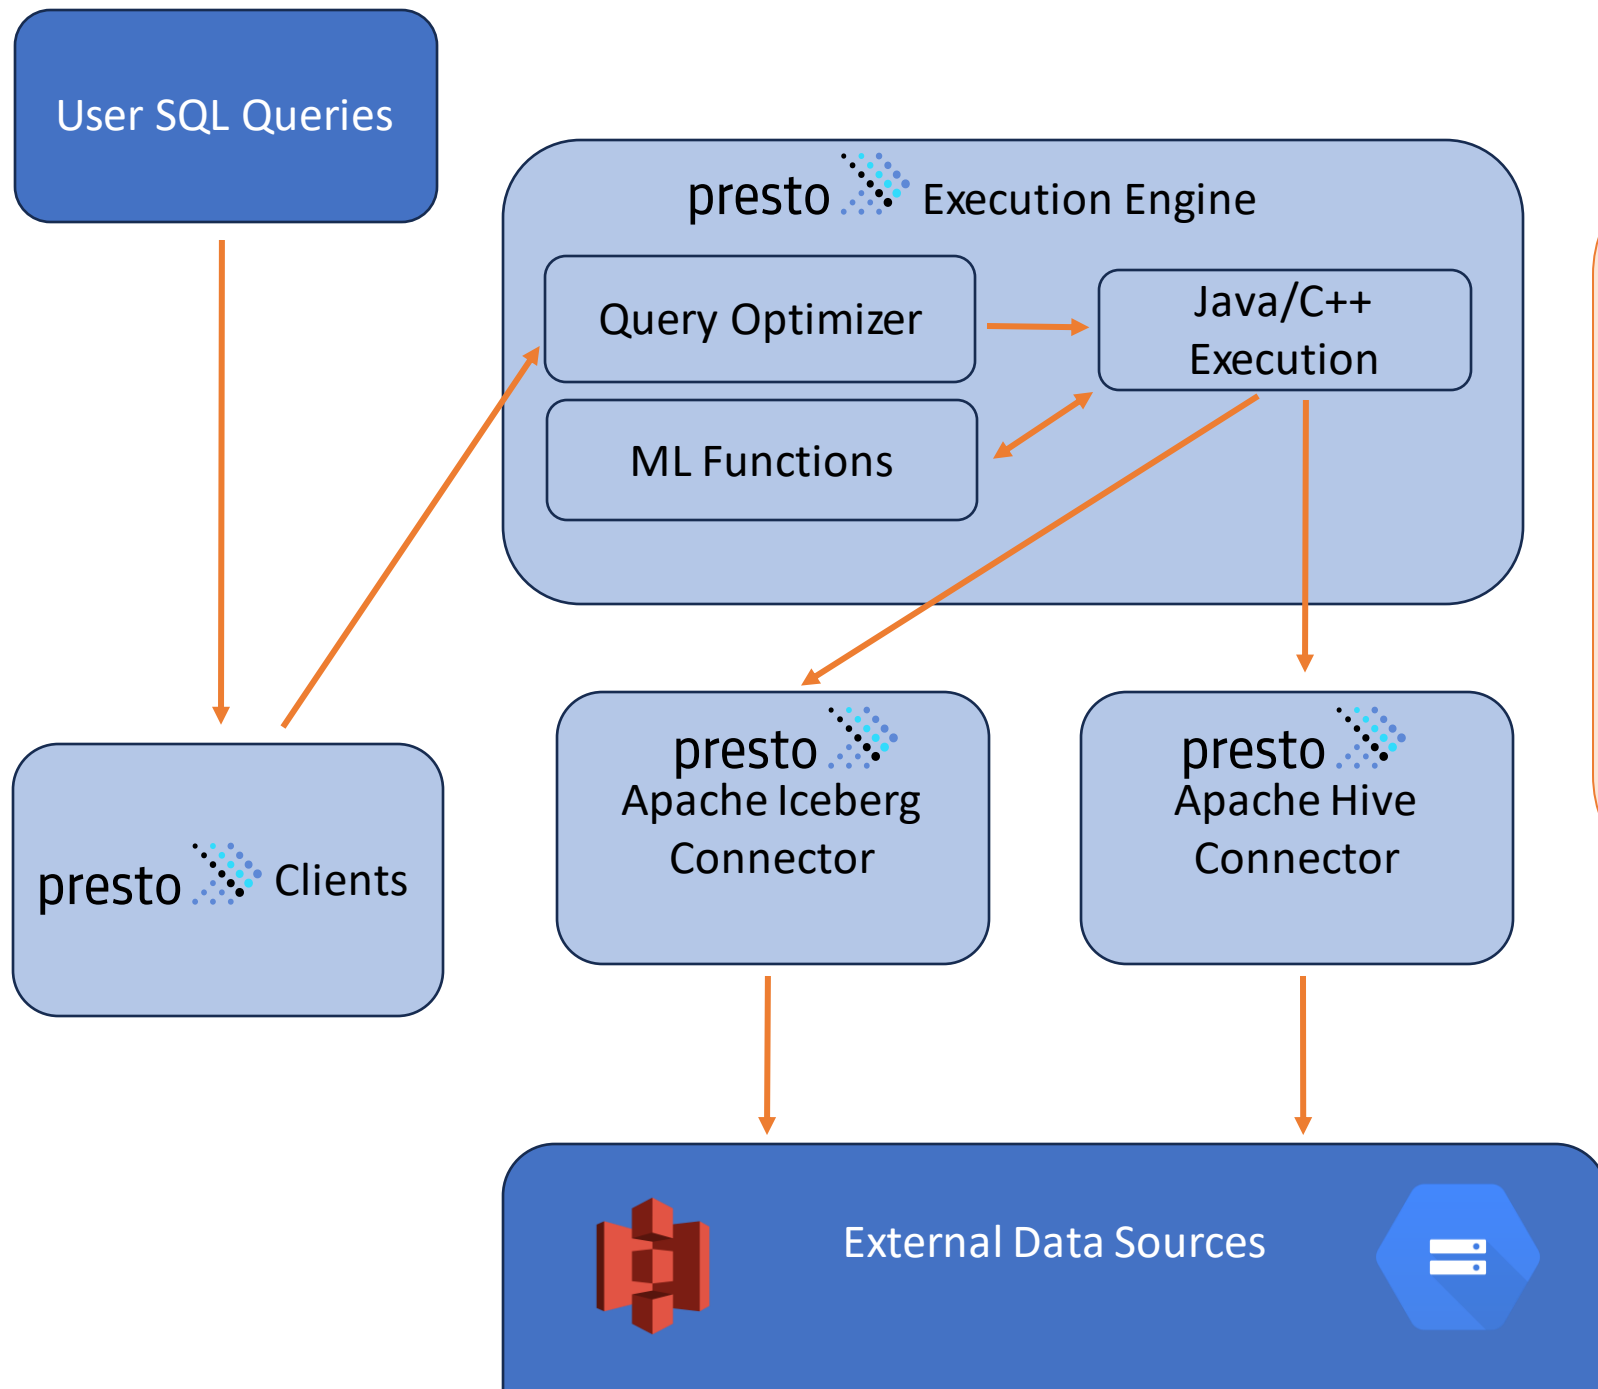 User SQL Queries
presto Execution Engine
Query Optimizer
Java/C++
Execution
ML Functions
presto
Apache Iceberg
Connector
presto
Apache Hive
Connector
presto Clients
External Data Sources